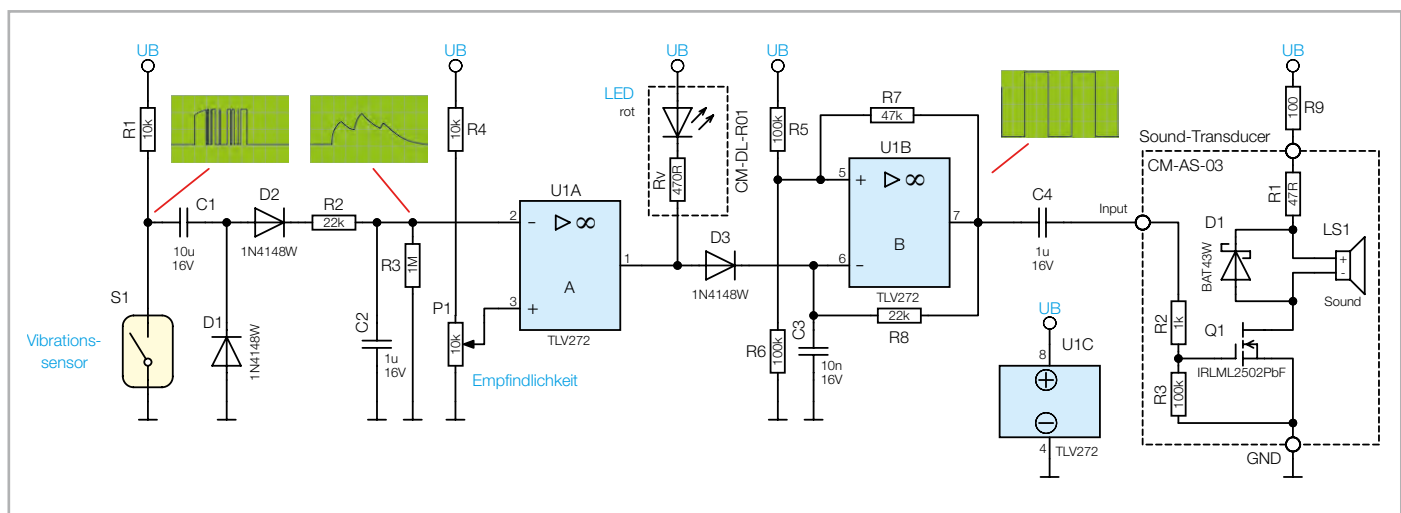 UB
R1
10k
C1
10u
16V
S1
Vibrations-
sensor
D1
1N4148W
D2
1N4148W
R2
22k
C2
1u
16V
R3
1M
UB
R4
10k
P1
10k
Empfindlichkeit
U1A
2
-
3
+
1
▷ ∞
A
TLV272
UB
LED
rot
Rv
470R
CM-DL-R01
D3
1N4148W
UB
R5
100k
R6
100k
R7
47k
U1B
5
+
▷ ∞
7
B
6
-
TLV272
22k
R8
C3
10n
16V
C4
1u
16V
UB
8
U1C
+
−
4
TLV272
UB
R9
100
Sound-Transducer
CM-AS-03
Input
R1
47R
D1
BAT43W
LS1
+
-
Sound
R2
1k
Q1
IRLML2502PbF
R3
100k
GND